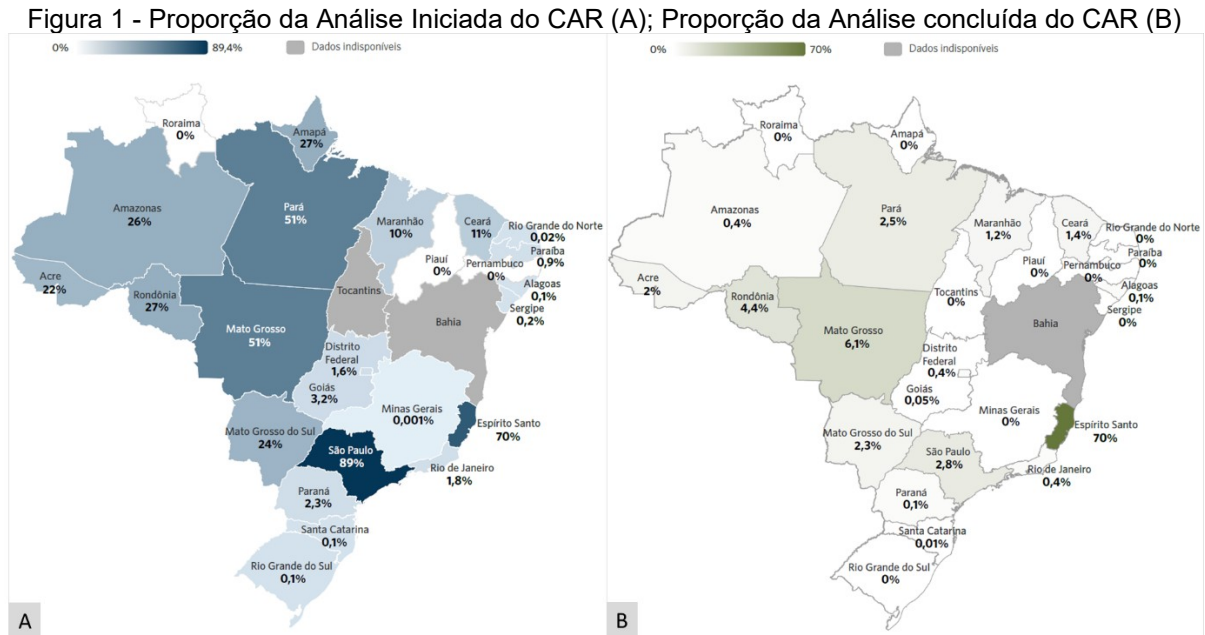 Figura 1 - Proporção da Análise Iniciada do CAR (A); Proporção da Análise concluída do CAR (B)
0%
89,4%
Dados indisponíveis
Roraima
0%
Amapá
27%
Amazonas
26%
Pará
51%
Maranhão
10%
Ceará
11%
Rio Grande do Norte
0,02%
Paraíba
0,9%
Piauí
0%
Pernambuco
0%
Alagoas
0,1%
Sergipe
0,2%
Acre
22%
Rondônia
27%
Tocantins
Mato Grosso
51%
Bahia
Distrito
Federal
1,6%
Goiás
3,2%
Minas Gerais
0,001%
Espírito Santo
70%
Mato Grosso do Sul
24%
São Paulo
89%
Rio de Janeiro
1,8%
Paraná
2,3%
Santa Catarina
0,1%
Rio Grande do Sul
0,1%
A
0%
70%
Dados indisponíveis
Roraima
0%
Amapá
0%
Amazonas
0,4%
Pará
2,5%
Maranhão
1,2%
Ceará
1,4%
Rio Grande do Norte
0%
Paraíba
0%
Piauí
0%
Pernambuco
0%
Alagoas
0,1%
Sergipe
0%
Acre
2%
Rondônia
4,4%
Tocantins
0%
Mato Grosso
6,1%
Bahia
Distrito
Federal
0,4%
Goiás
0,05%
Minas Gerais
0%
Espírito Santo
70%
Mato Grosso do Sul
2,3%
São Paulo
2,8%
Rio de Janeiro
0,4%
Paraná
0,1%
Santa Catarina
0,01%
Rio Grande do Sul
0%
B